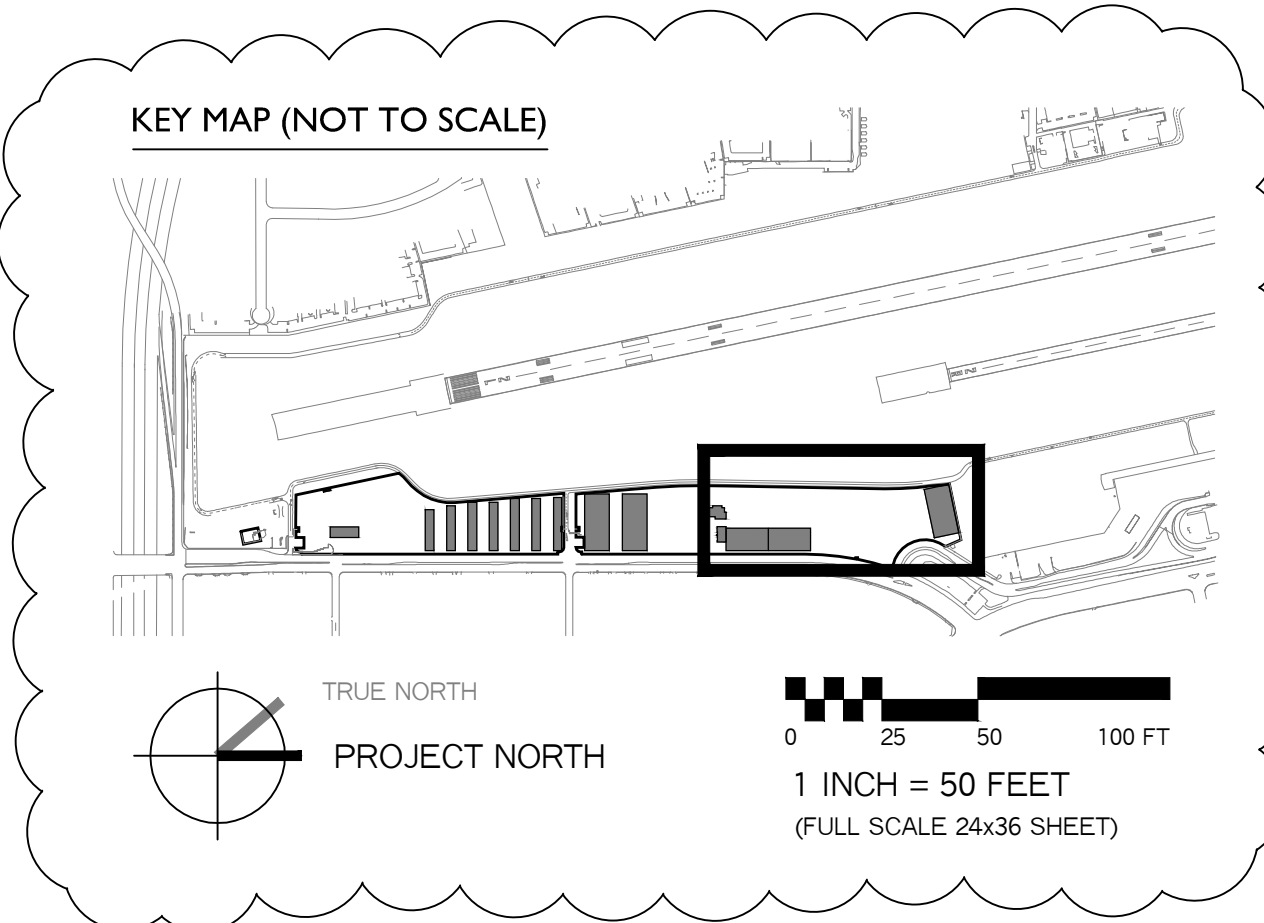 KEY MAP (NOT TO SCALE)
TRUE NORTH
PROJECT NORTH
0 25 50 100 FT
1 INCH = 50 FEET
(FULL SCALE 24x36 SHEET)